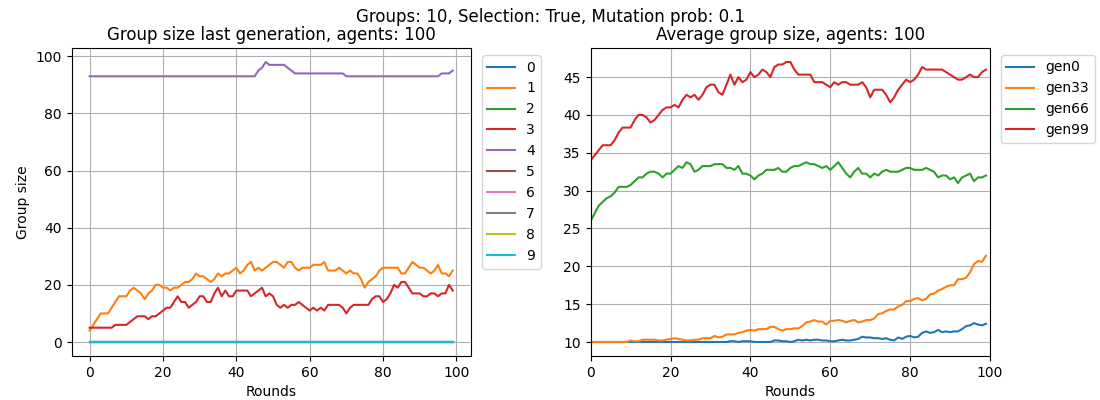 Groups: 10, Selection: True, Mutation prob: 0.1
Group size last generation, agents: 100
Group size
100
80
60
40
20
0
0 20 40 60 80 100
Rounds
0
1
2
3
4
5
6
7
8
9
Average group size, agents: 100
45
40
35
30
25
20
15
10
0 20 40 60 80 100
Rounds
gen0
gen33
gen66
gen99